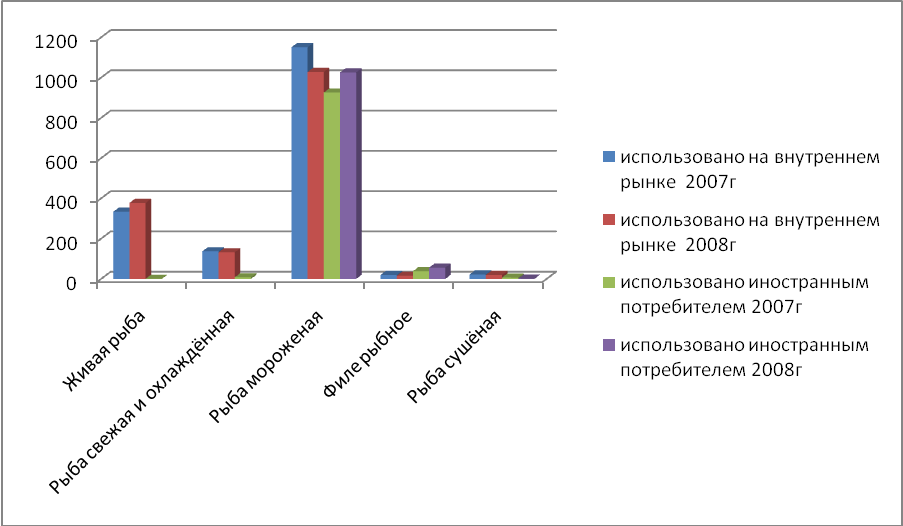 1200
1000
800
600
400
200
0
Живая рыба
Рыба свежая и охлаждённая
Рыба мороженая
Филе рыбное
Рыба сушёная
использовано на внутреннем
рынке 2007г
использовано на внутреннем
рынке 2008г
использовано иностранным
потребителем 2007г
использовано иностранным
потребителем 2008г